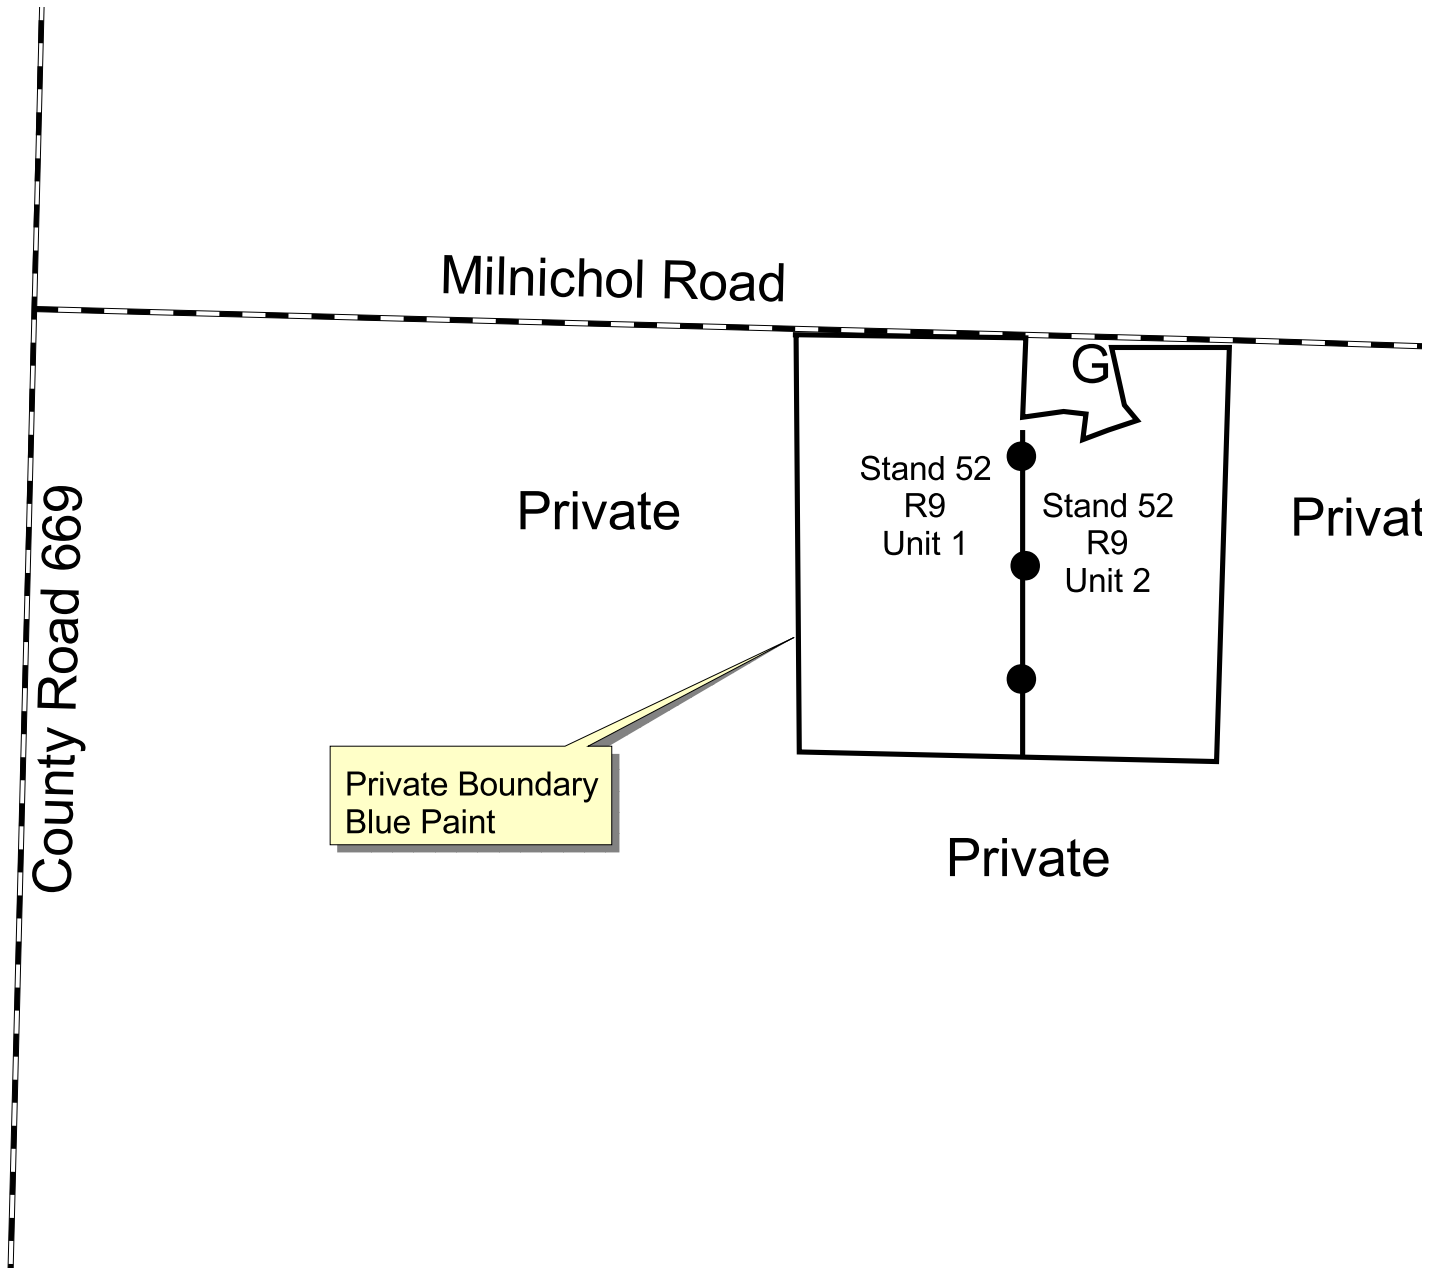 Milnichol Road
G
Stand 52
R9
Unit 1
Stand 52
R9
Unit 2
Private
Privat
County Road 669
Private Boundary
Blue Paint
Private